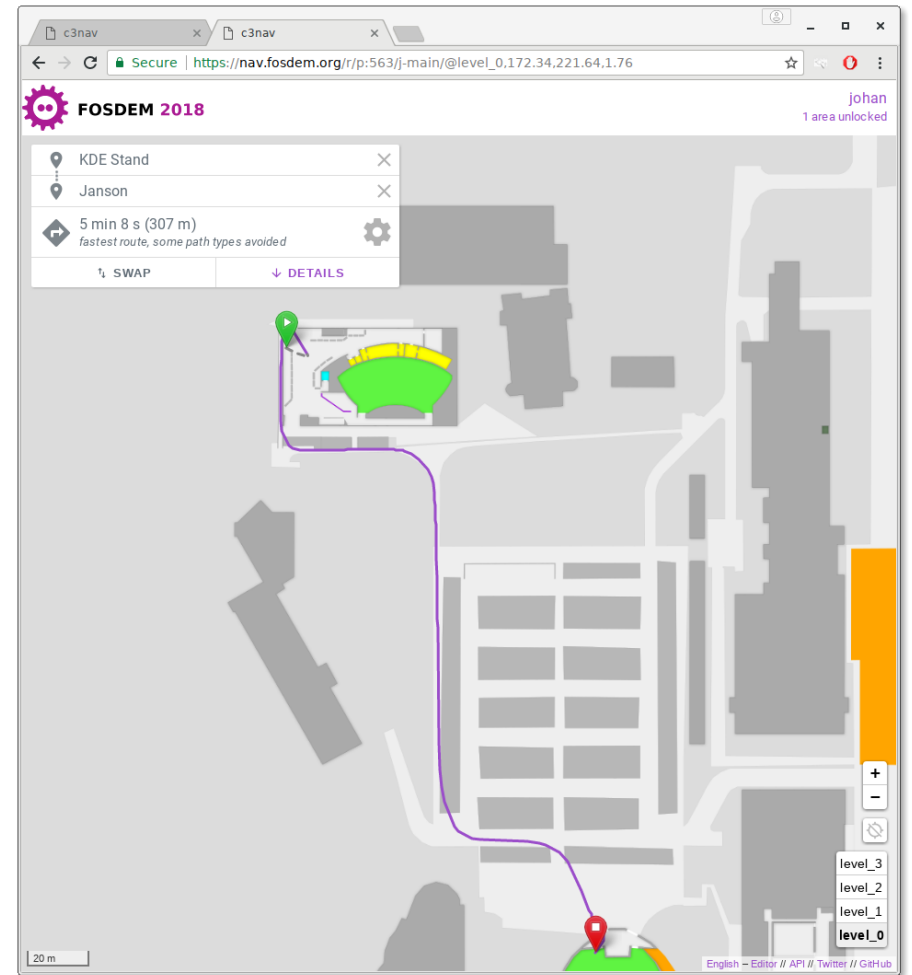 c3nav
c3nav
Secure | https://nav.fosdem.org/r/p:563/j-main/@level_0,172.34,221.64,1.76
FOSDEM 2018
johan
1 area unlocked
KDE Stand
Janson
5 min 8 s (307 m)
fastest route, some path types avoided
SWAP
DETAILS
+
−
level_3
level_2
level_1
level_0
20 m
English – Editor // API // Twitter // GitHub